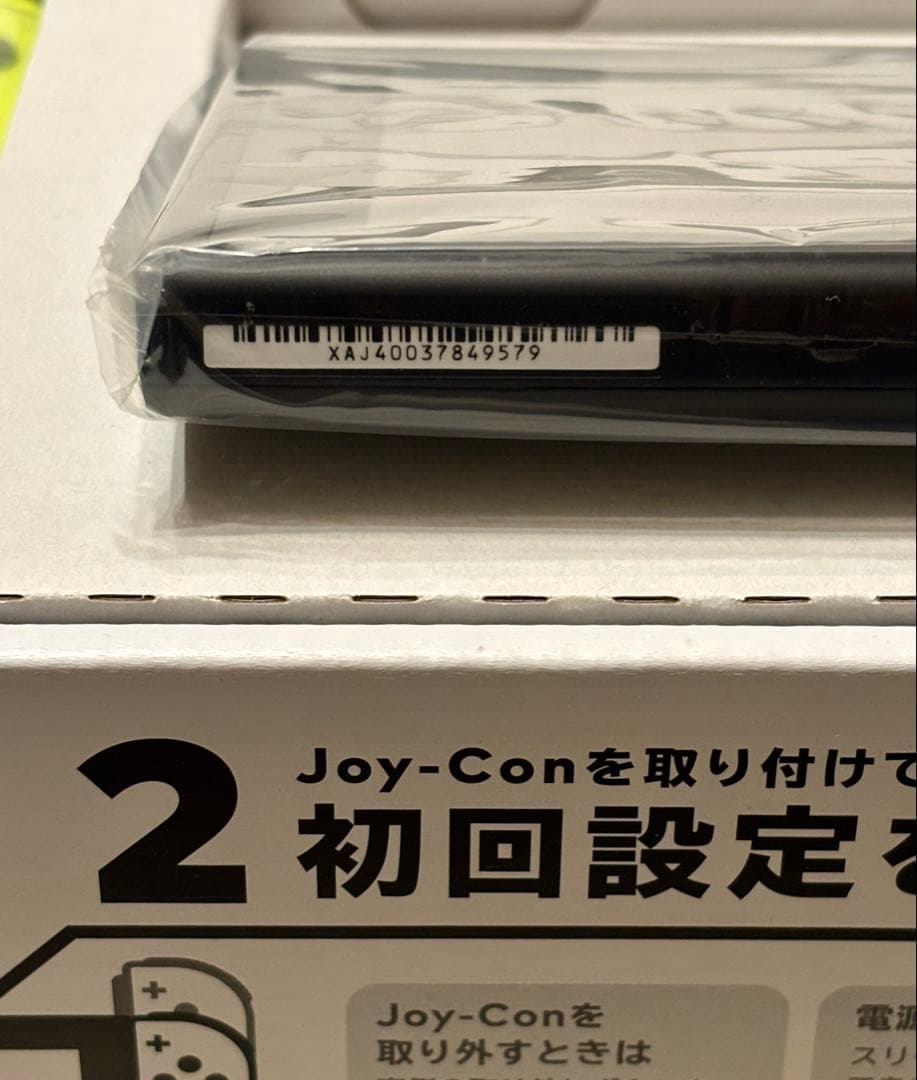 XAJ40037849579
2
Joy-Conを取り付けて
初回設定を
Joy-Conを
取り外すときは
電源
スリ